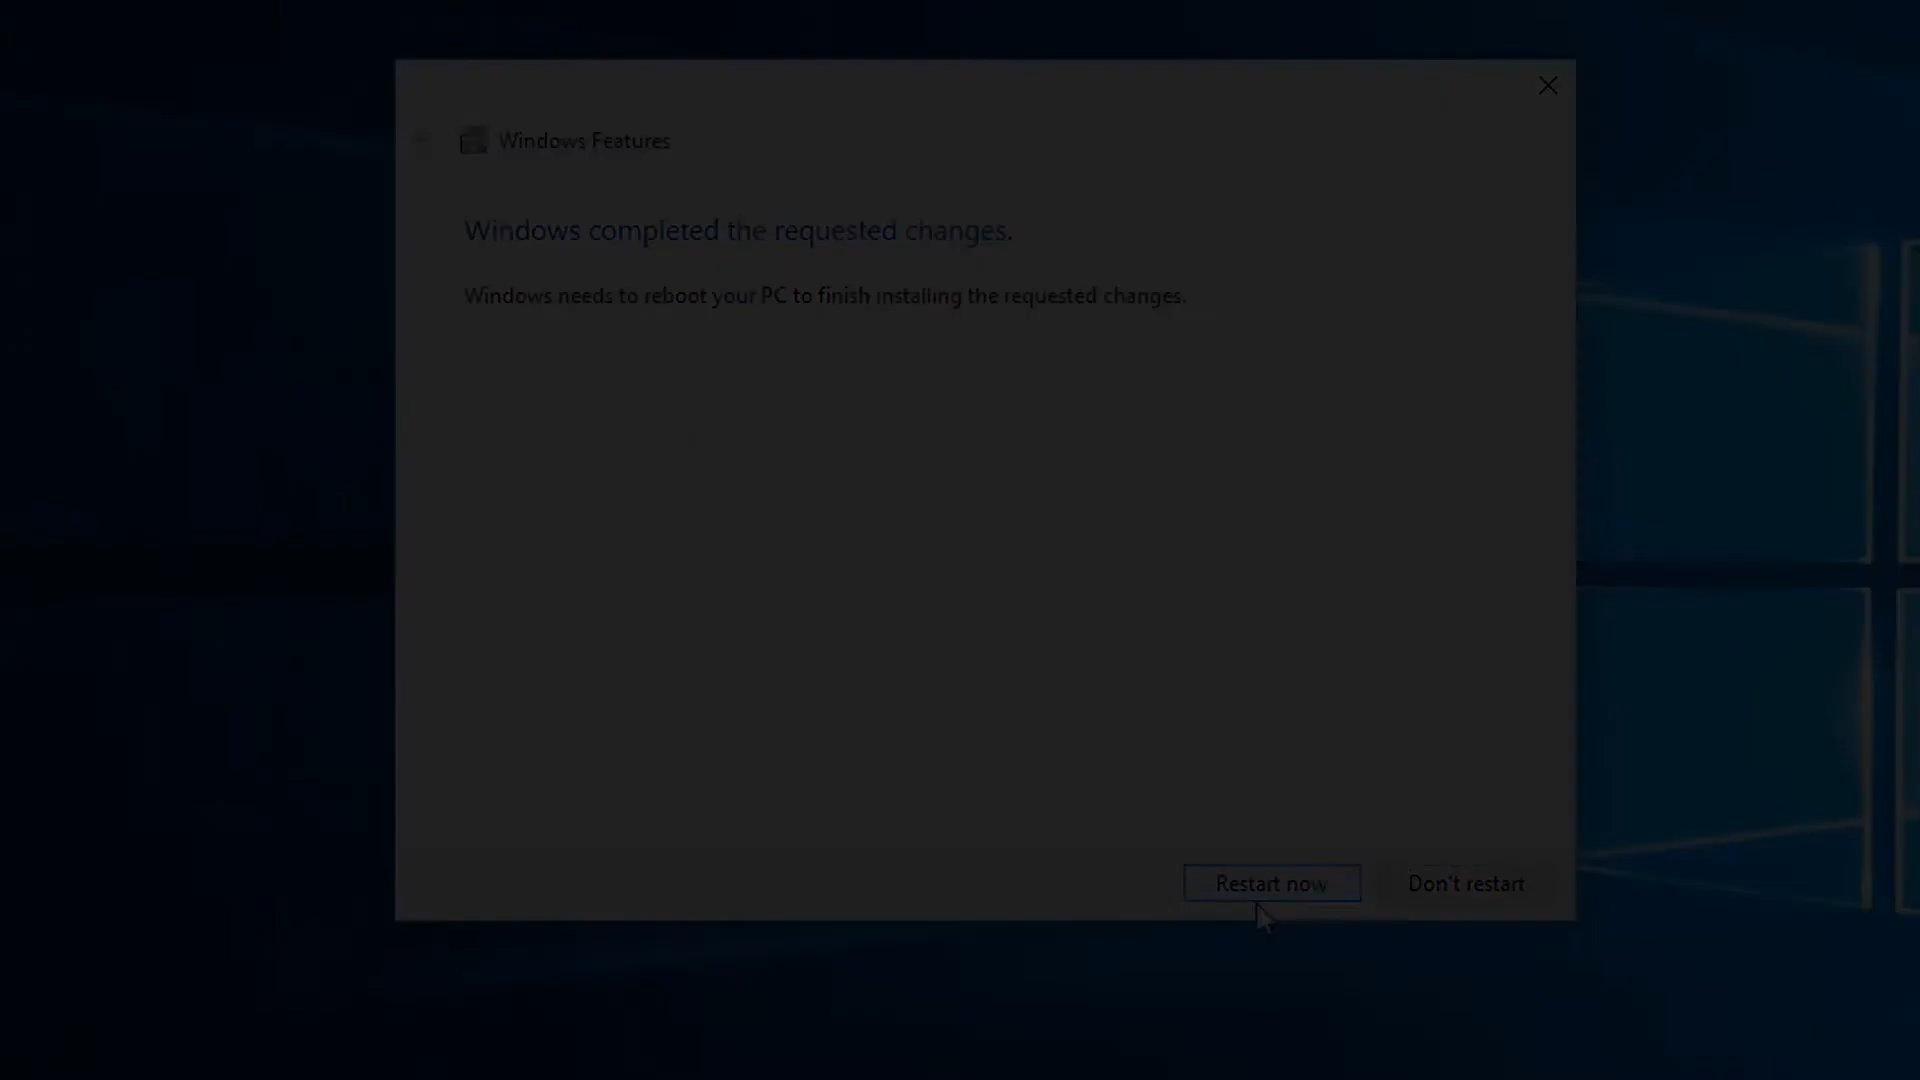 Windows Features
Windows completed the requested changes.
Windows needs to reboot your PC to finish installing the requested changes.
Restart now
Don't restart